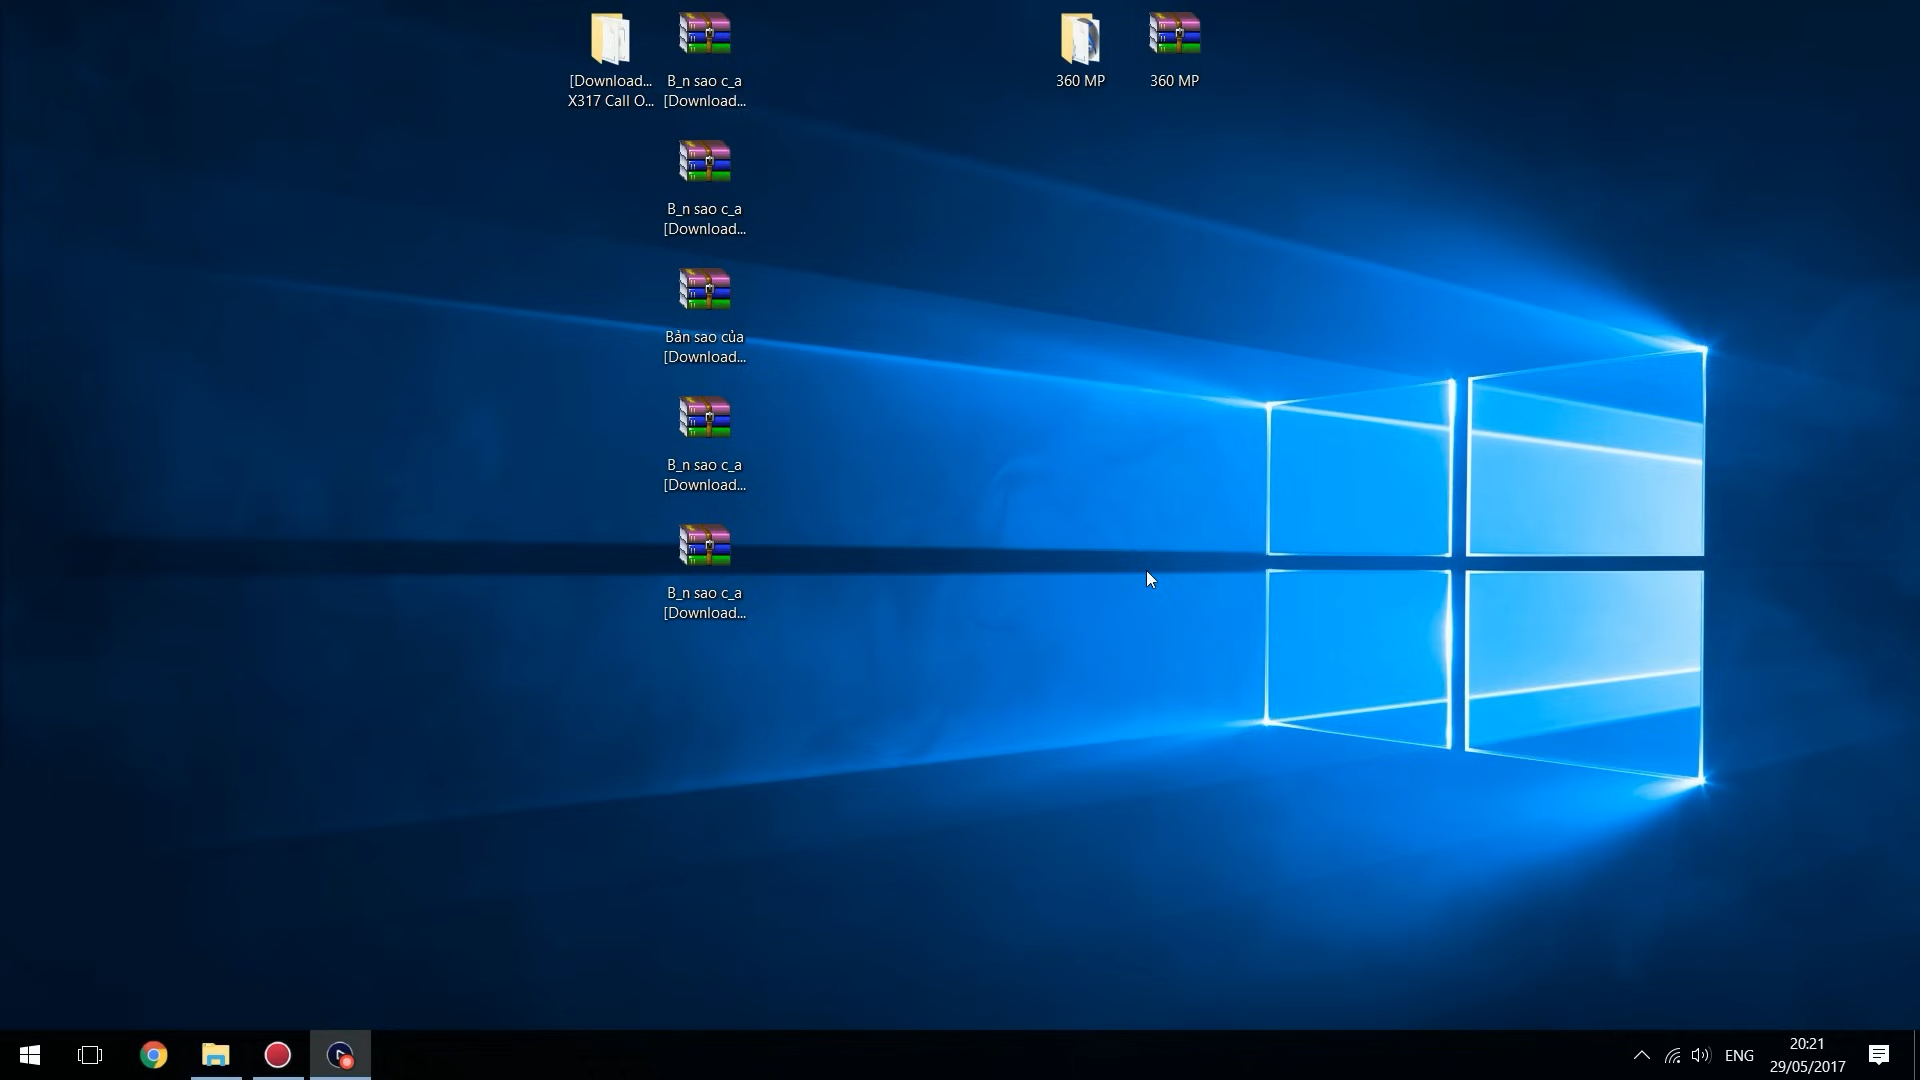 [Download...
X317 Call O...
B_n sao c_a
[Download...
360 MP
360 MP
B_n sao c_a
[Download...
Bản sao của
[Download...
B_n sao c_a
[Download...
B_n sao c_a
[Download...
ENG
20:21
29/05/2017